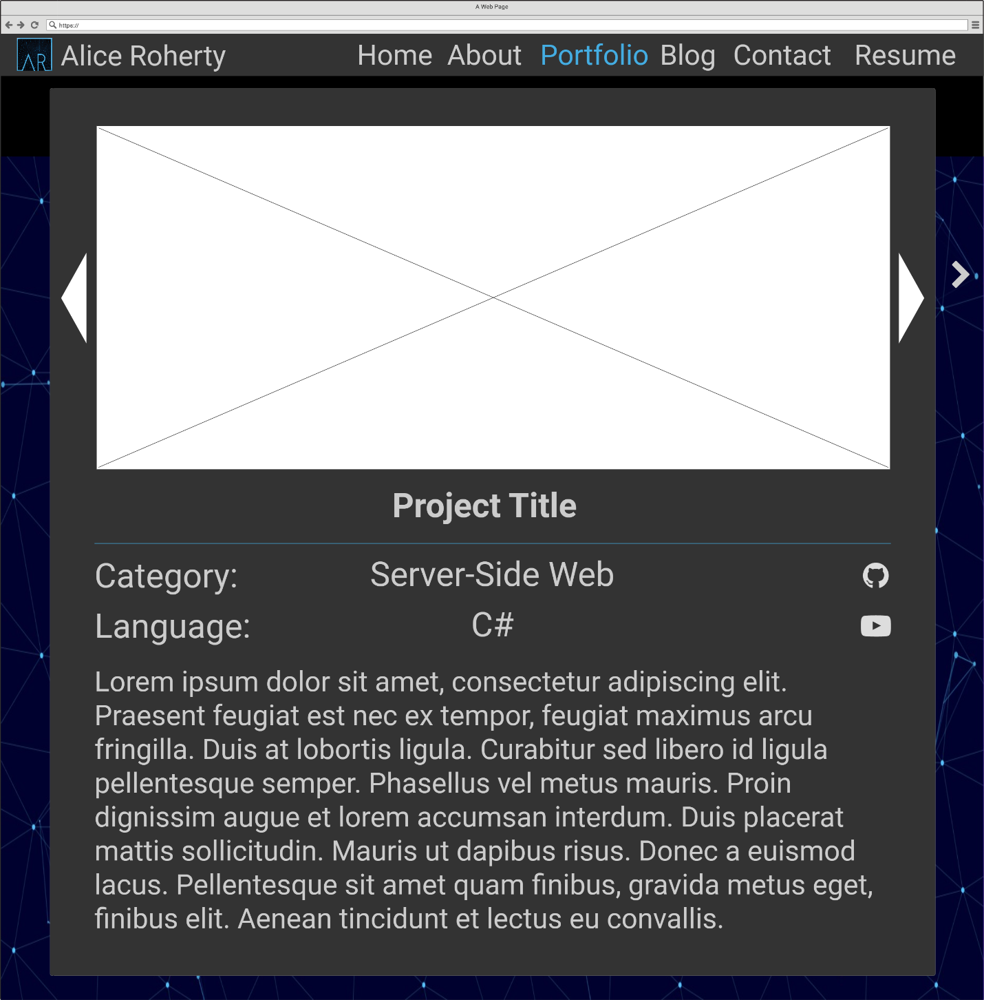 A Web Page
https://
AR Alice Roherty Home About Portfolio Blog Contact Resume
Project Title
Category: Server-Side Web
Language: C#
Lorem ipsum dolor sit amet, consectetur adipiscing elit.
Praesent feugiat est nec ex tempor, feugiat maximus arcu
fringilla. Duis at lobortis ligula. Curabitur sed libero id ligula
pellentesque semper. Phasellus vel metus mauris. Proin
dignissim augue et lorem accumsan interdum. Duis placerat
mattis sollicitudin. Mauris ut dapibus risus. Donec a euismod
lacus. Pellentesque sit amet quam finibus, gravida metus eget,
finibus elit. Aenean tincidunt et lectus eu convallis.